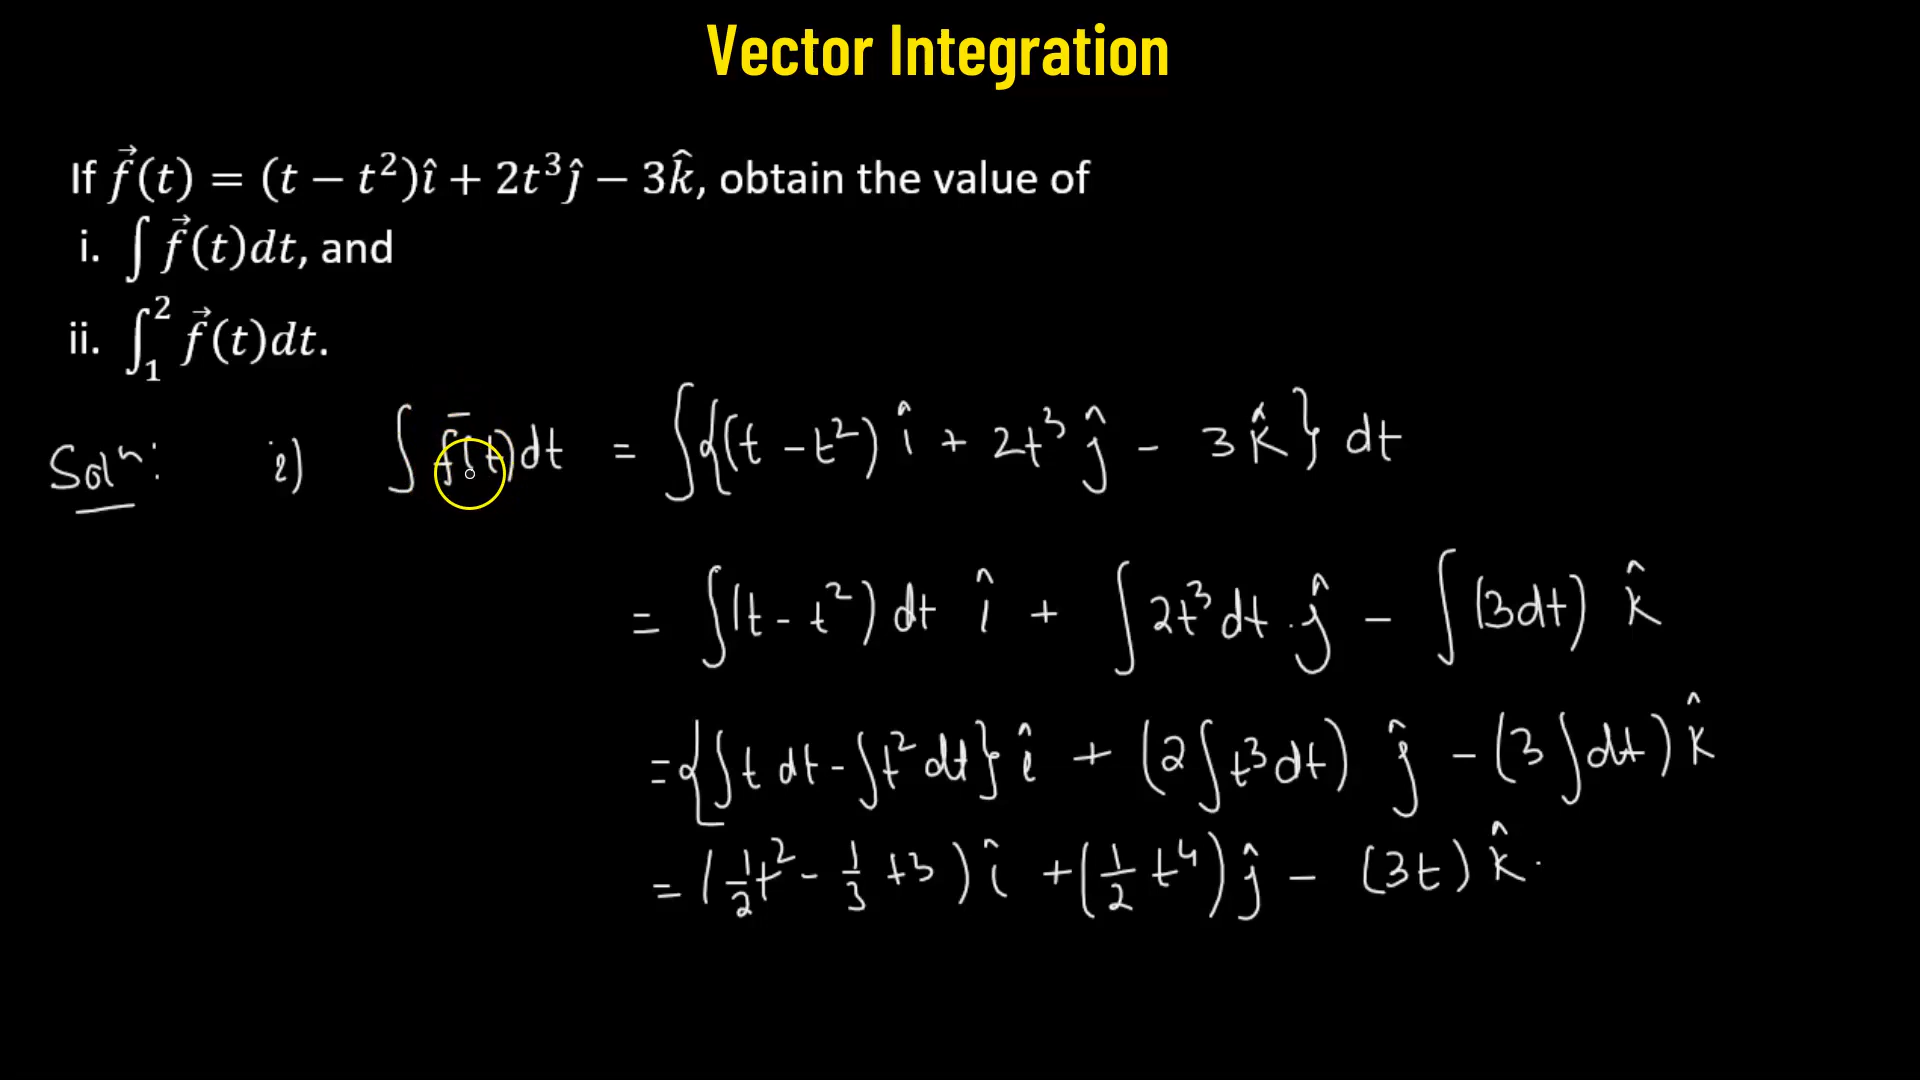 Vector Integration
If f⃗(t) = (t − t²)î + 2t³ĵ − 3k̂, obtain the value of
i. ∫ f⃗(t)dt, and
ii. ∫₁² f⃗(t)dt.
Solⁿ: i) ∫ f̄(t)dt = ∫{(t - t²) î + 2t³ ĵ - 3k̂} dt
= ∫(t - t²) dt î + ∫2t³dt . ĵ - ∫(3dt) k̂
= {∫t dt - ∫t² dt} î + (2∫t³dt) ĵ - (3∫dt) k̂
= (½t² - ⅓ t3) î + (½ t⁴) ĵ - (3t) k̂.